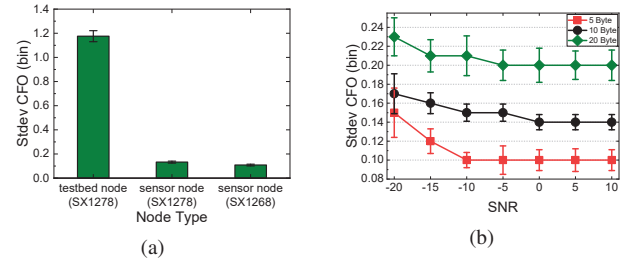 (a)
Stdev CFO (bin)
1.4
1.2
1.0
0.8
0.6
0.4
0.2
0.0
testbed node
(SX1278)
sensor node
(SX1278)
sensor node
(SX1268)
Node Type
(a)
(b)
Stdev CFO (bin)
0.24
0.22
0.20
0.18
0.16
0.14
0.12
0.10
0.08
5 Byte
10 Byte
20 Byte
-20
-15
-10
-5
0
5
10
SNR
(b)